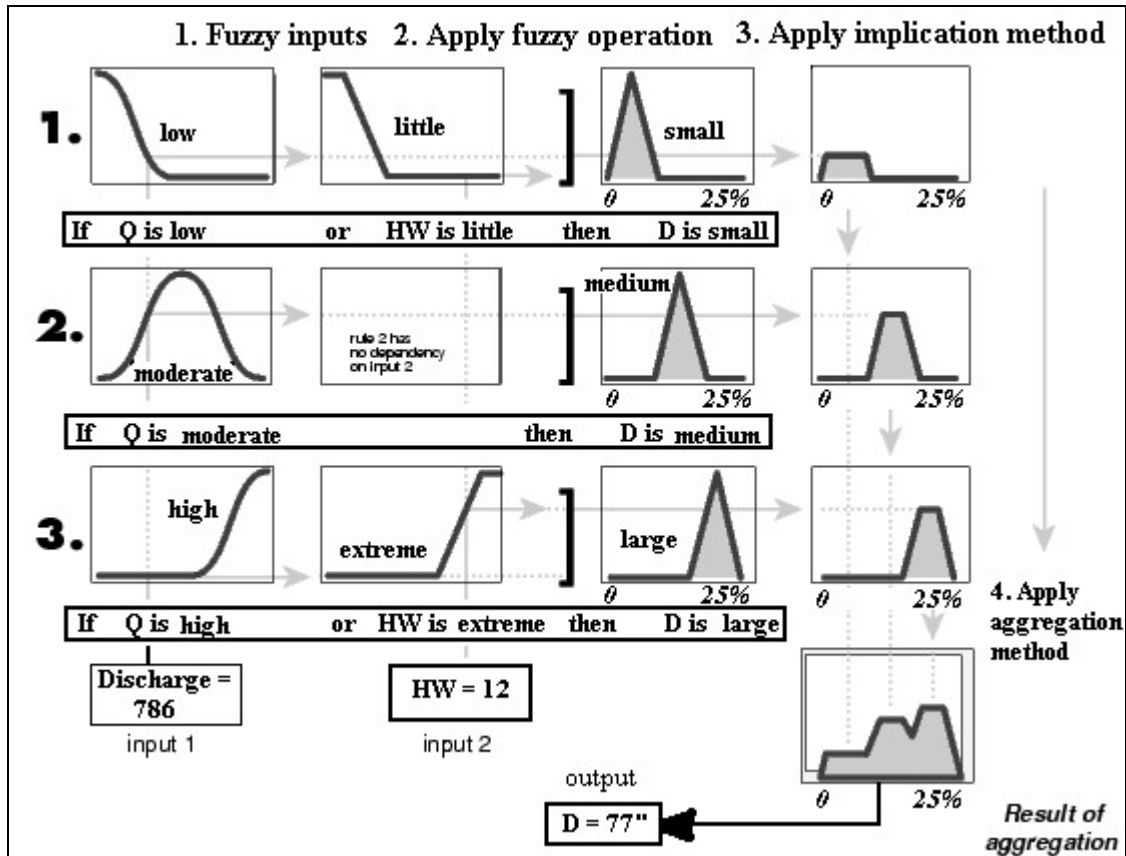 1. Fuzzy inputs 2. Apply fuzzy operation 3. Apply implication method
1. low little small
0 25% 0 25%
If Q is low or HW is little then D is small
2. moderate medium
rule 2 has
no dependency
on input 2
0 25% 0 25%
If Q is moderate then D is medium
3. high extreme large
0 25% 0 25%
If Q is high or HW is extreme then D is large
4. Apply
aggregation
method
Discharge =
786
input 1
HW = 12
input 2
0 25%
output
D = 77"
Result of
aggregation